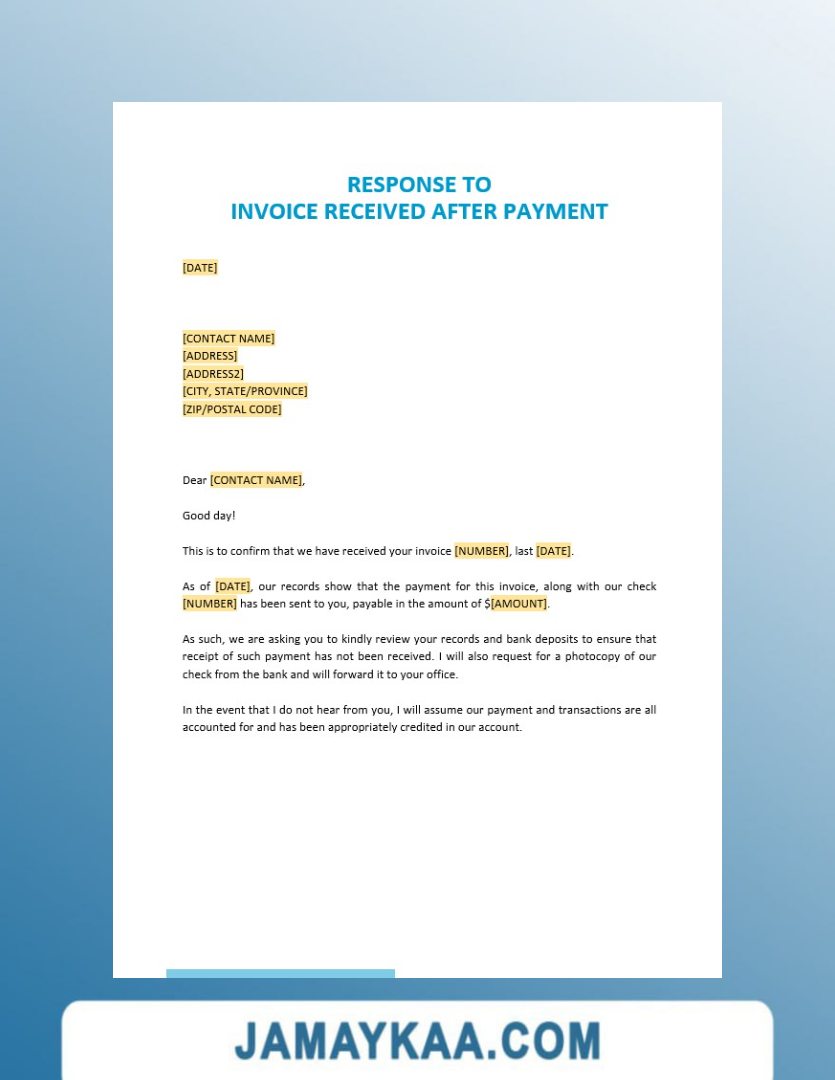 RESPONSE TO
INVOICE RECEIVED AFTER PAYMENT
[DATE]
[CONTACT NAME]
[ADDRESS]
[ADDRESS2]
[CITY, STATE/PROVINCE]
[ZIP/POSTAL CODE]
Dear [CONTACT NAME],
Good day!
This is to confirm that we have received your invoice [NUMBER], last [DATE].
As of [DATE], our records show that the payment for this invoice, along with our check
[NUMBER] has been sent to you, payable in the amount of $[AMOUNT].
As such, we are asking you to kindly review your records and bank deposits to ensure that
receipt of such payment has not been received. I will also request for a photocopy of our
check from the bank and will forward it to your office.
In the event that I do not hear from you, I will assume our payment and transactions are all
accounted for and has been appropriately credited in our account.
JAMAYKAA.COM